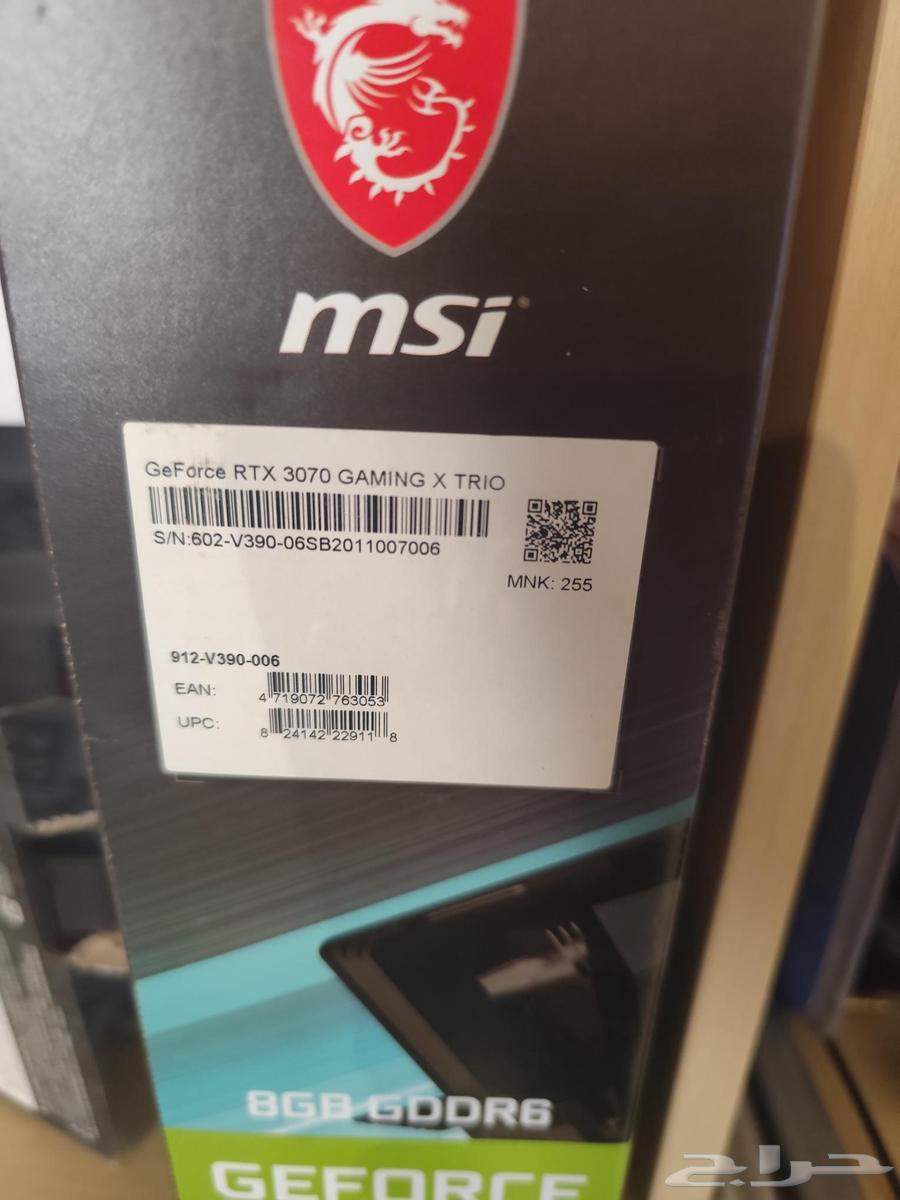 msi
GeForce RTX 3070 GAMING X TRIO
S/N:602-V390-06SB2011007006
MNK: 255
912-V390-006
EAN: 4 719072 763053
UPC: 8 24142 22911 8
8GB GDDR6
GEFORCE
حراج